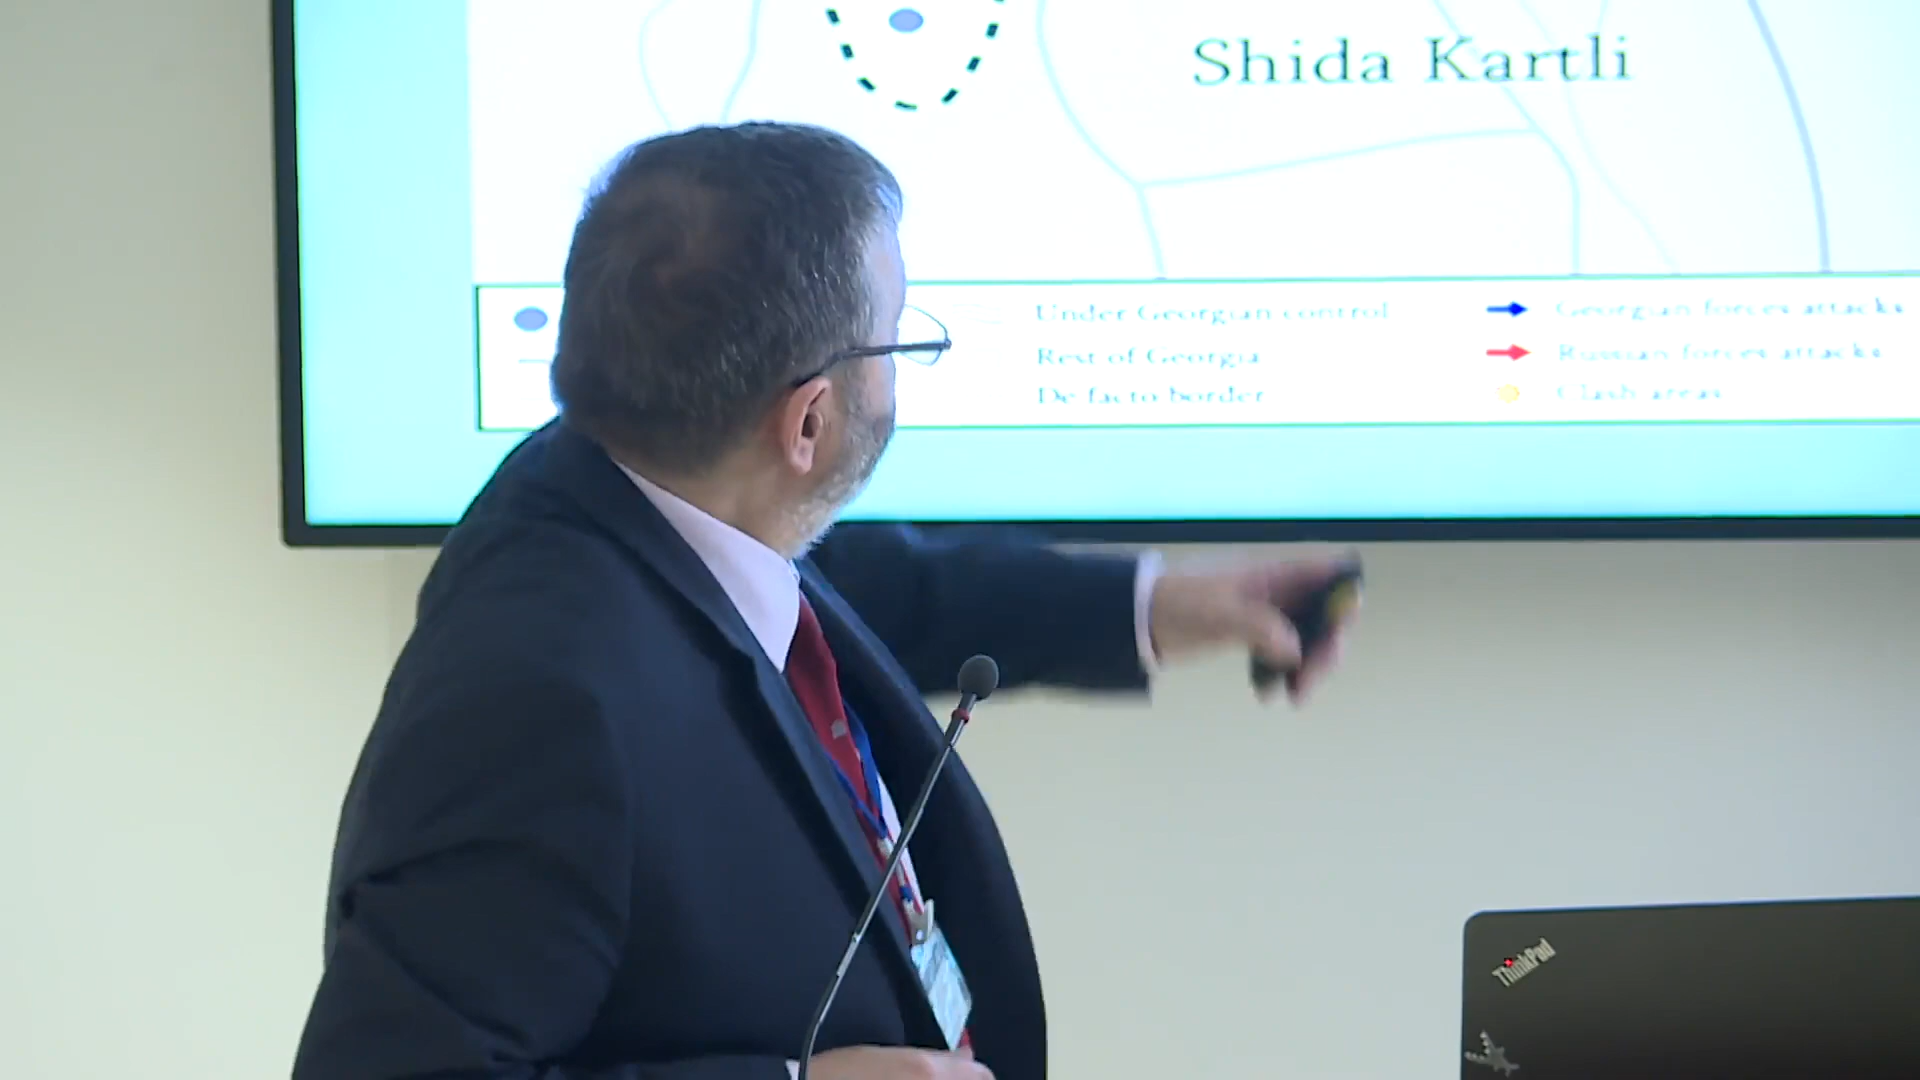 Shida Kartli
Under Georgian control
Georgian forces attacks
Rest of Georgia
Russian forces attacks
De facto border
Clash areas
ThinkPad